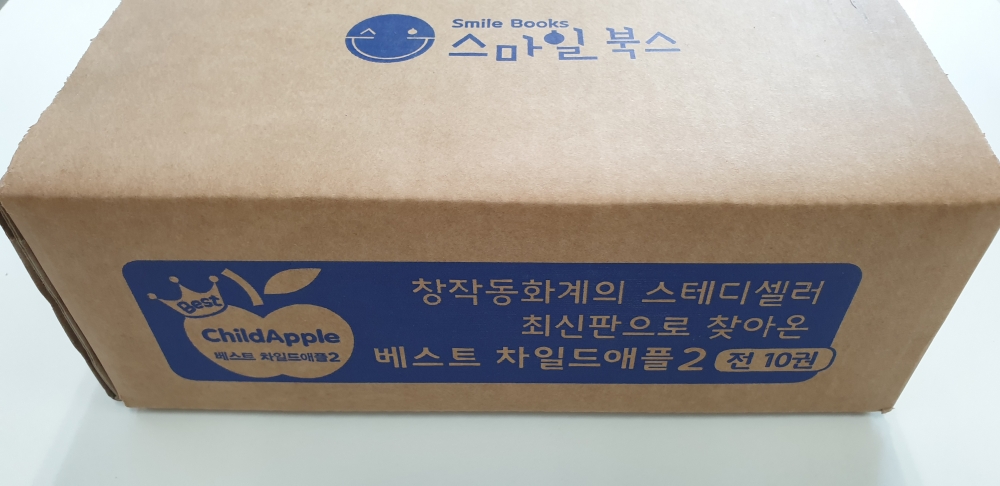 Smile Books
스마일북스
Best
ChildApple
베스트 차일드애플2
창작동화계의 스테디셀러
최신판으로 찾아온
베스트 차일드애플2 전 10권